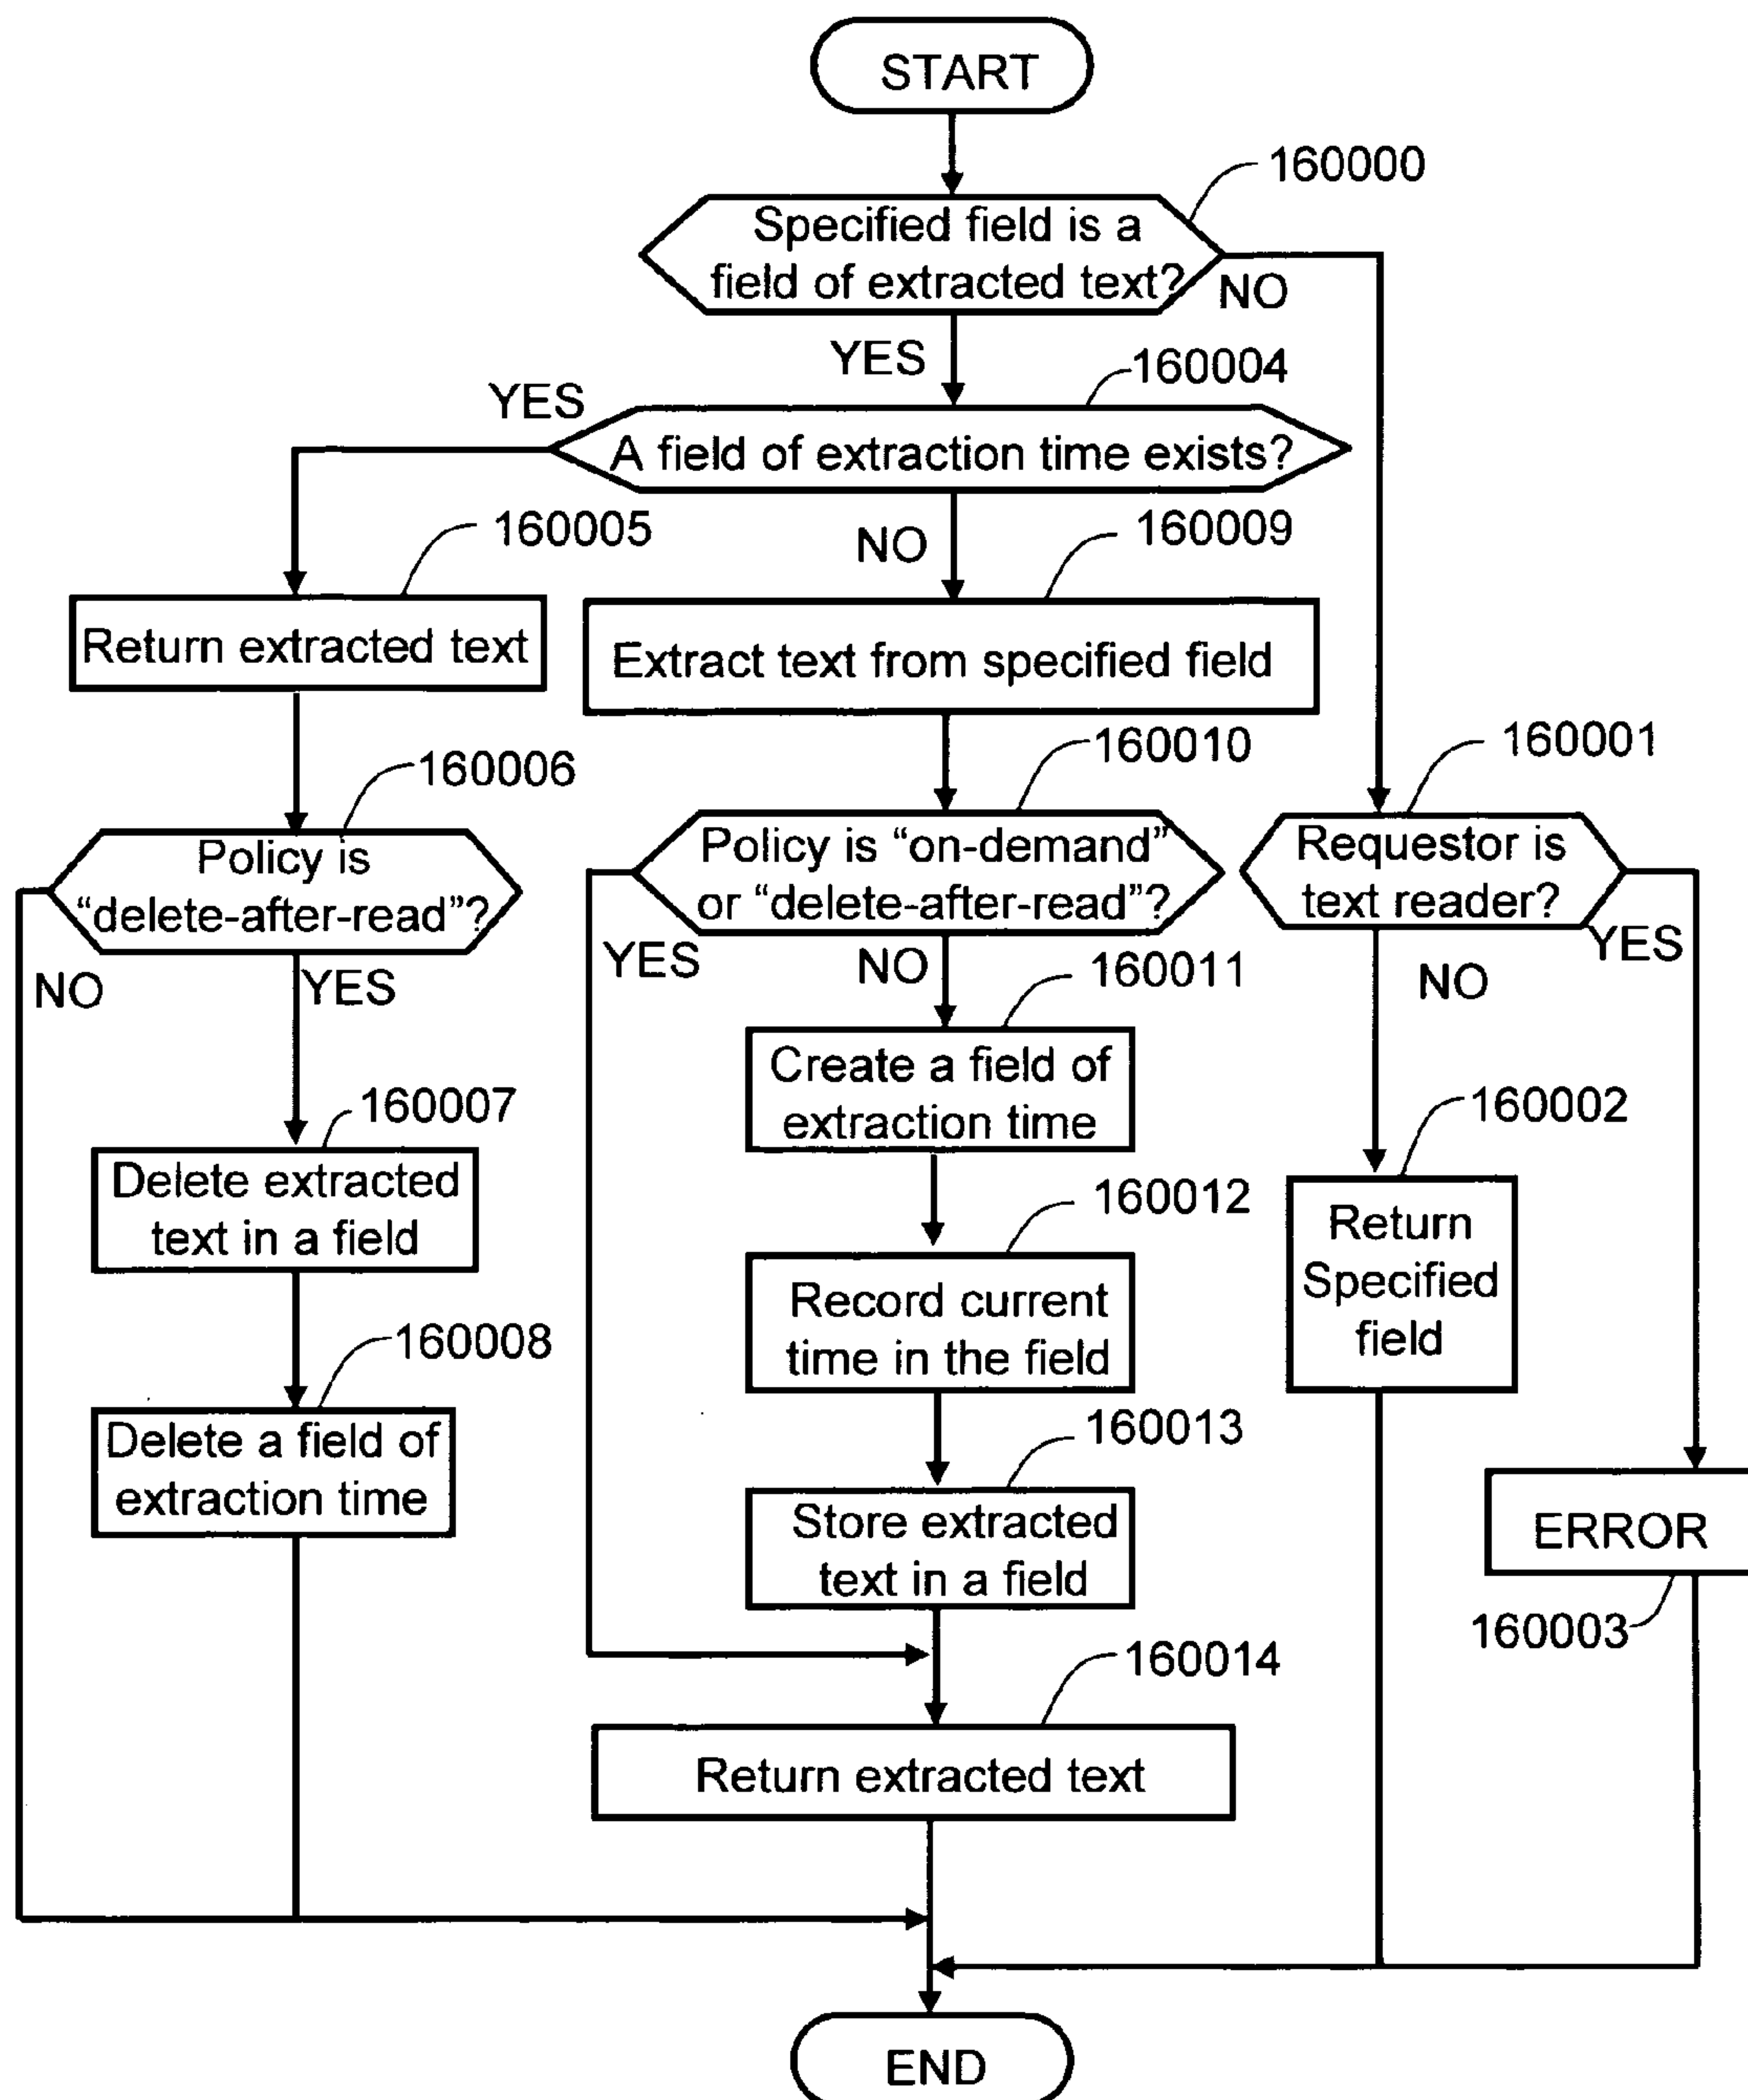 START
160000
Specified field is a
field of extracted text?
NO
YES
160004
YES
A field of extraction time exists?
160005
NO
160009
Return extracted text
Extract text from specified field
160006
160010
160001
Policy is
“delete-after-read”?
Policy is “on-demand”
or “delete-after-read”?
Requestor is
text reader?
NO
YES
YES
NO
160011
NO
YES
Create a field of
extraction time
160007
160002
Delete extracted
text in a field
160012
Return
Specified
field
Record current
time in the field
160008
160013
Delete a field of
extraction time
Store extracted
text in a field
ERROR
160003
160014
Return extracted text
END